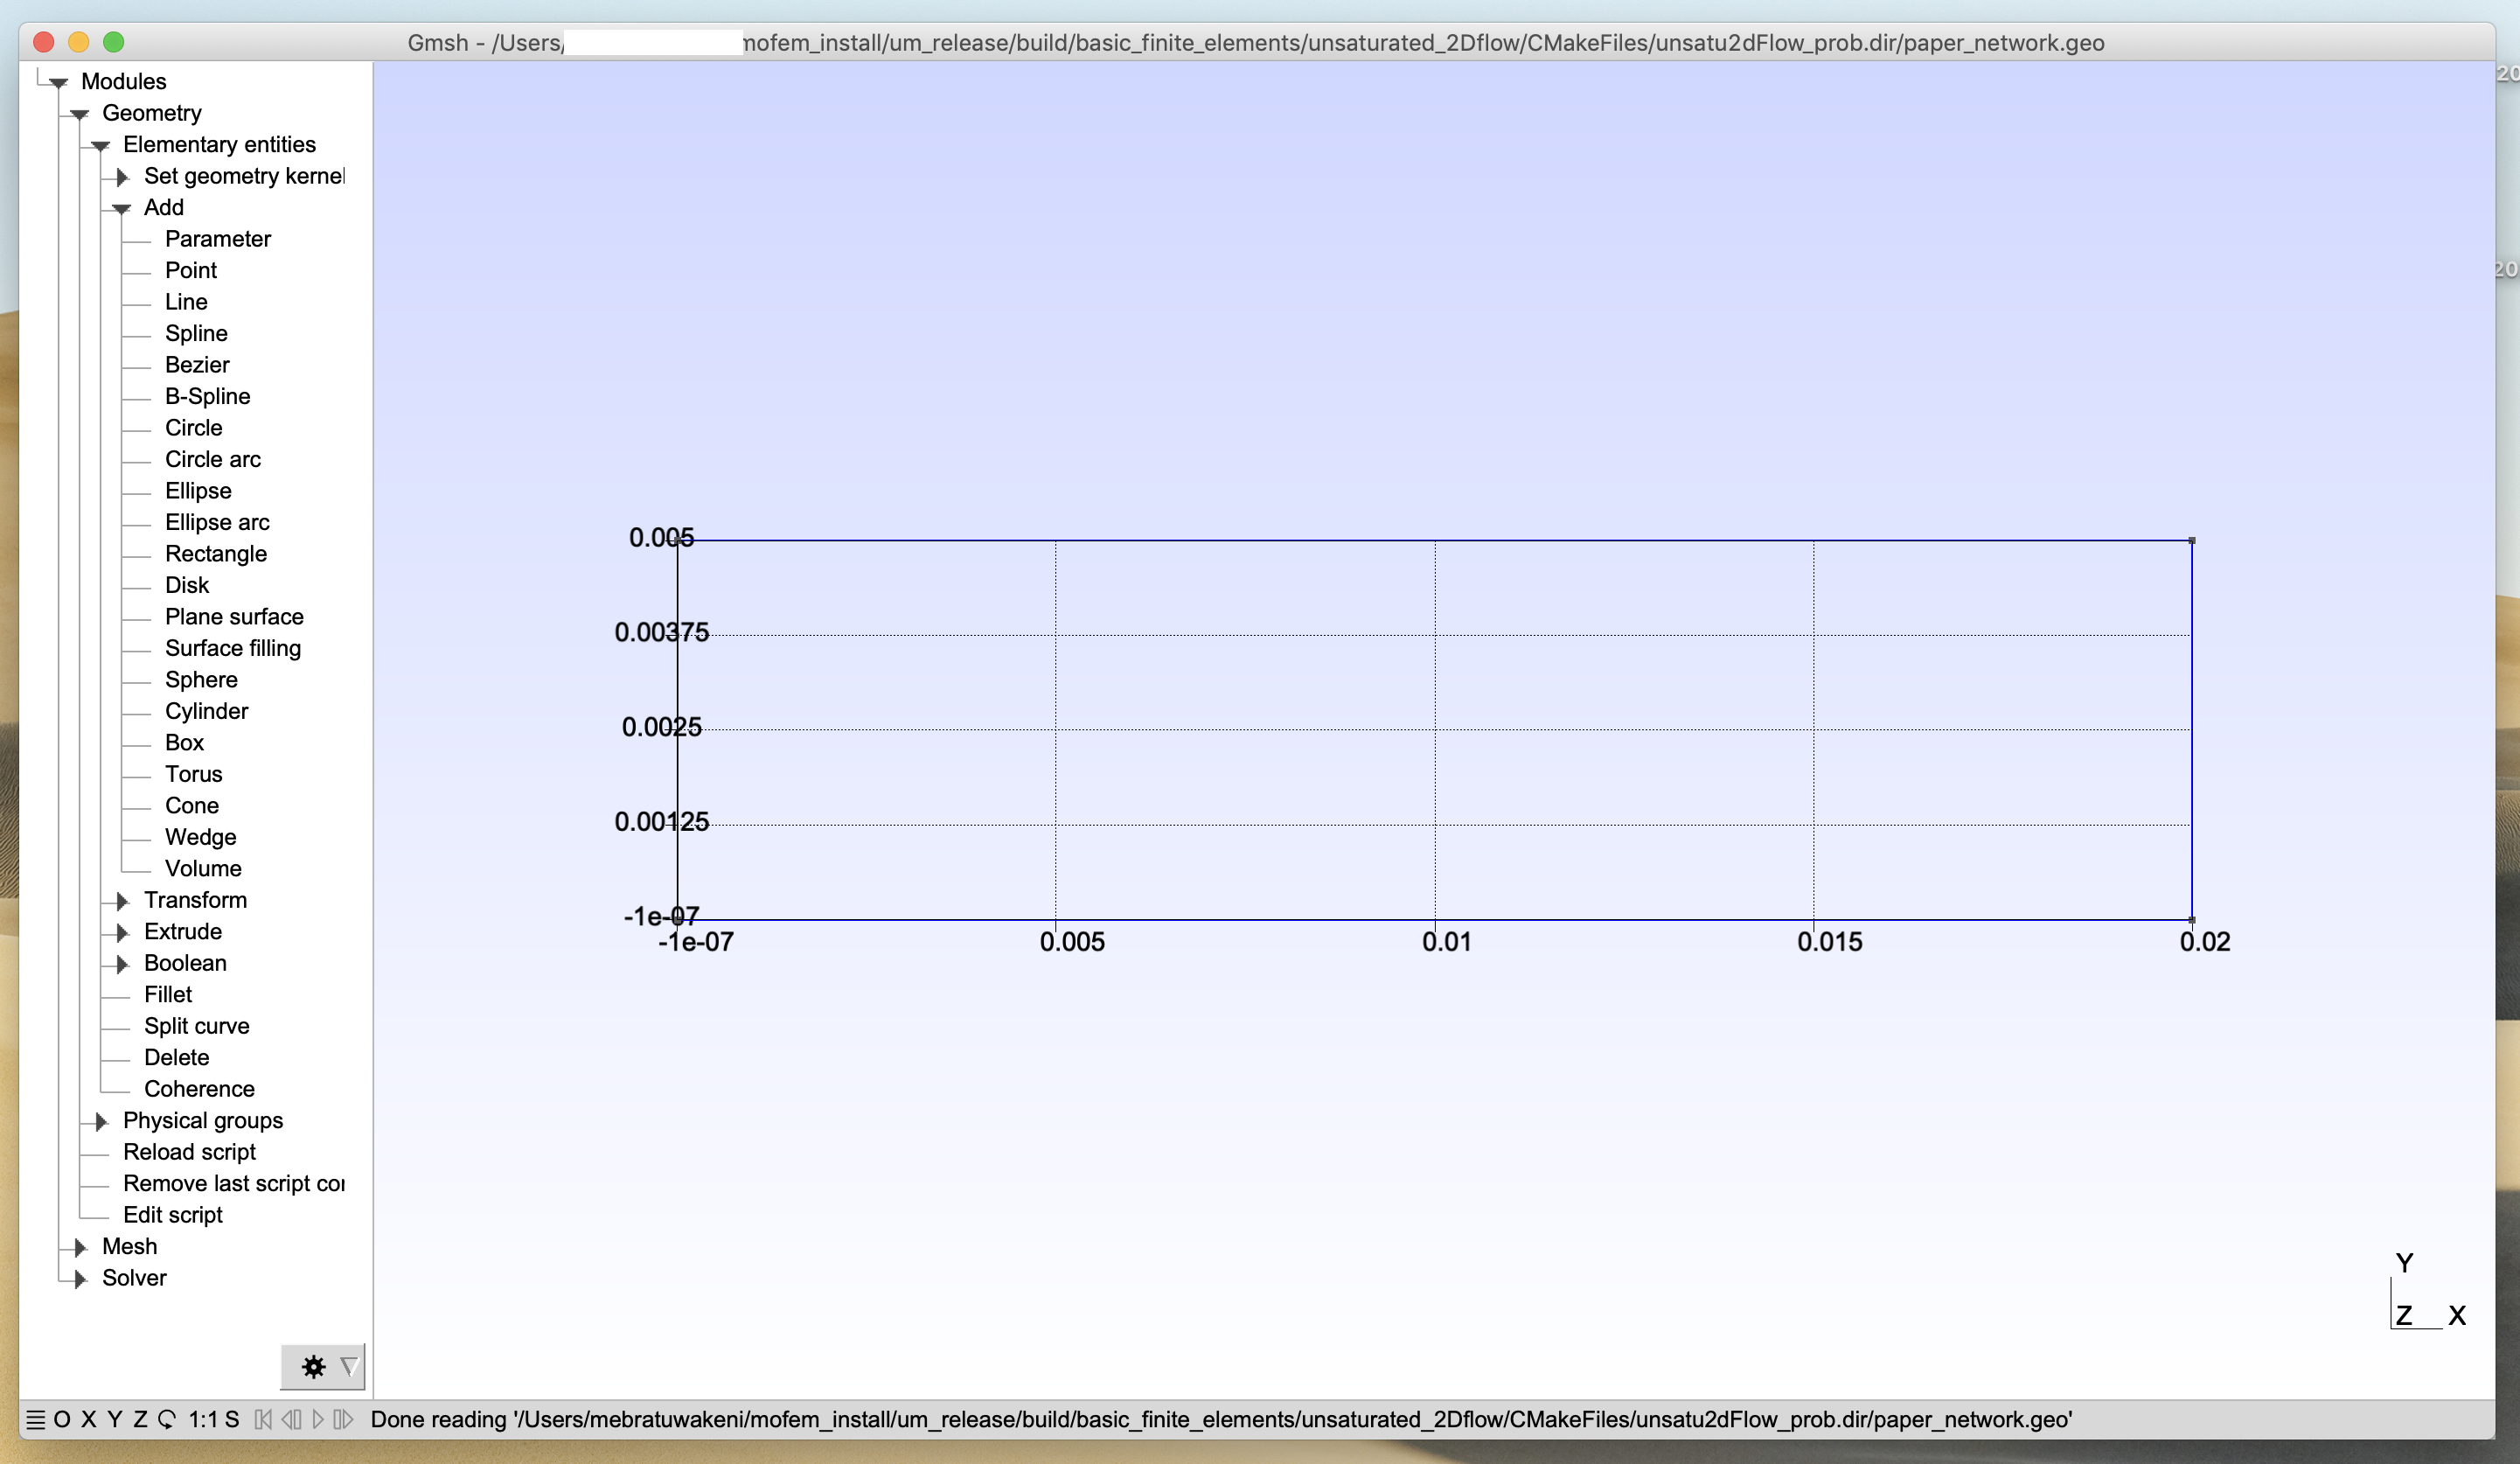 Gmsh - /Users/ mofem_install/um_release/build/basic_finite_elements/unsaturated_2Dflow/CMakeFiles/unsatu2dFlow_prob.dir/paper_network.geo
Modules
Geometry
Elementary entities
Set geometry kernel
Add
Parameter
Point
Line
Spline
Bezier
B-Spline
Circle
Circle arc
Ellipse
Ellipse arc
Rectangle
Disk
Plane surface
Surface filling
Sphere
Cylinder
Box
Torus
Cone
Wedge
Volume
Transform
Extrude
Boolean
Fillet
Split curve
Delete
Coherence
Physical groups
Reload script
Remove last script cor
Edit script
Mesh
Solver
0.005
0.00375
0.0025
0.00125
-1e-07
-1e-07 0.005 0.01 0.015 0.02
Y
Z X
O X Y Z 1:1 S Done reading '/Users/mebratuwakeni/mofem_install/um_release/build/basic_finite_elements/unsaturated_2Dflow/CMakeFiles/unsatu2dFlow_prob.dir/paper_network.geo'
20
20